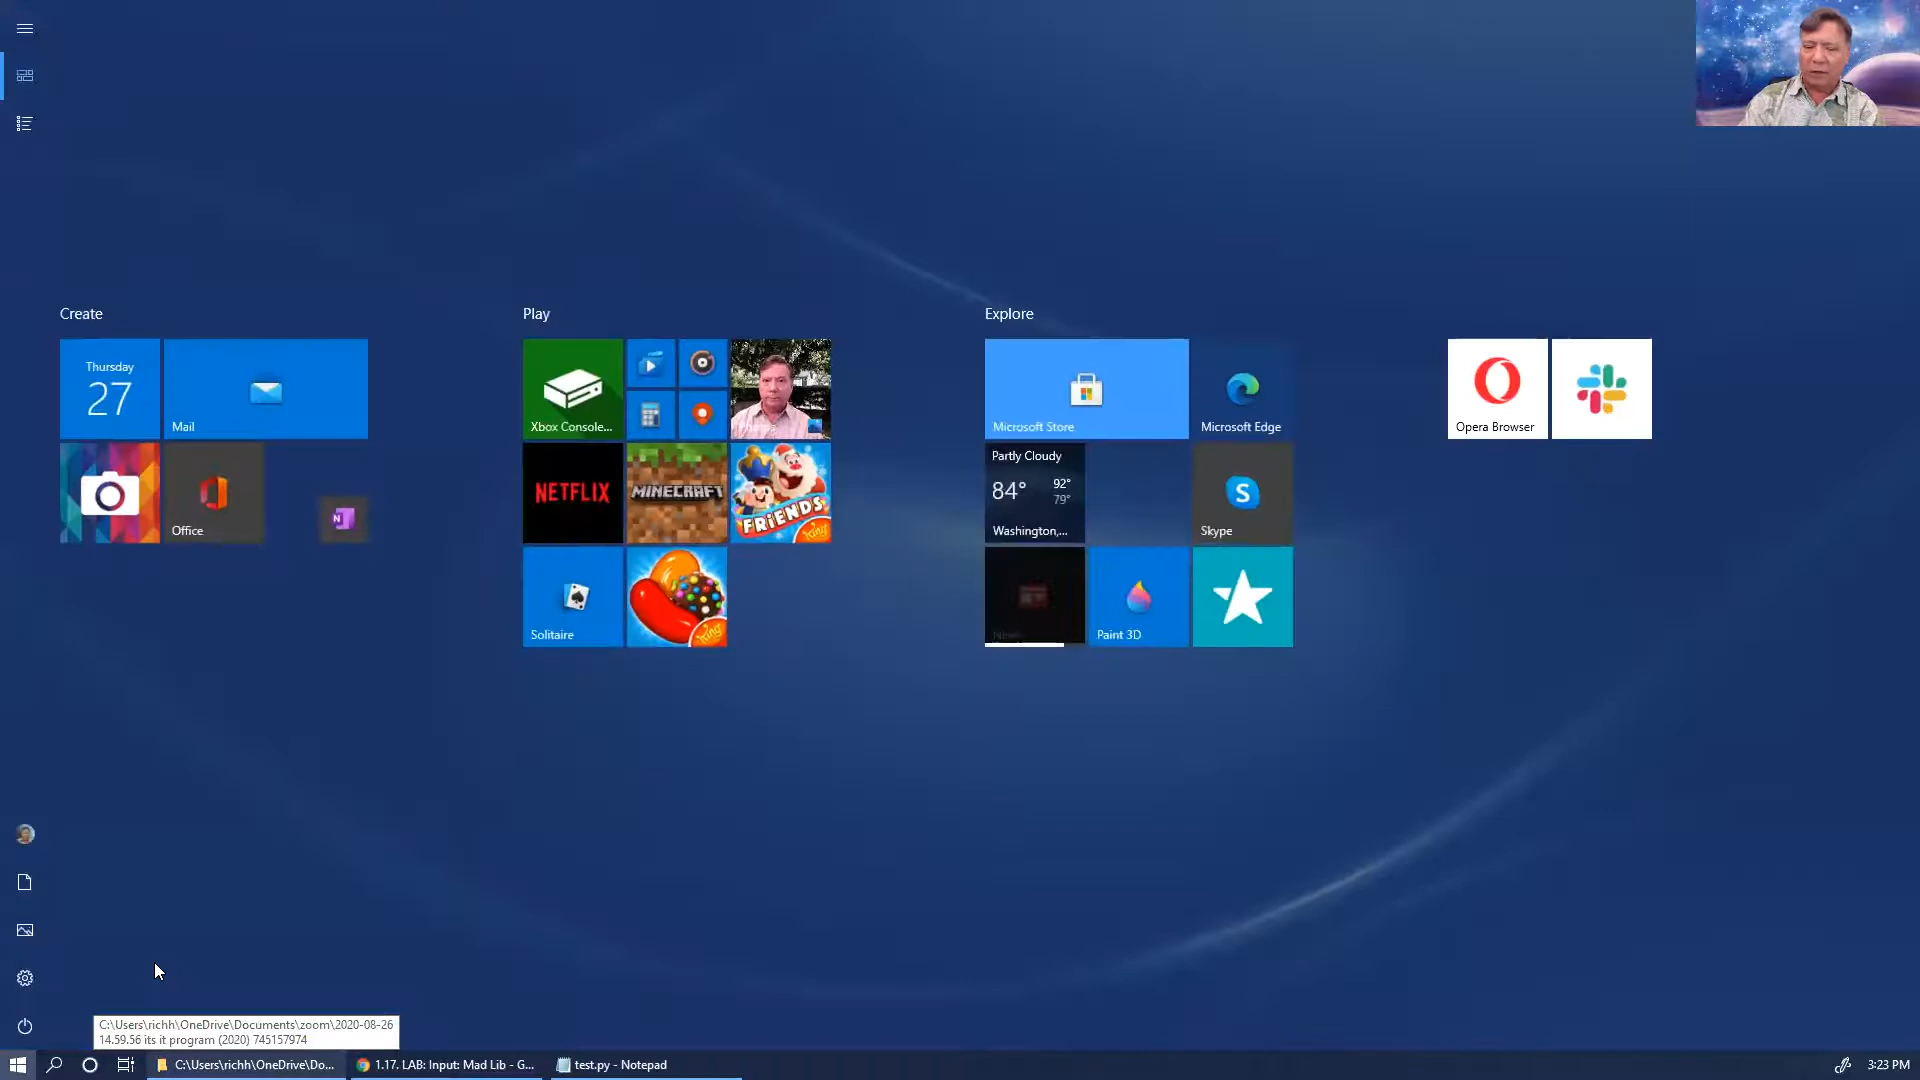 Create
Play
Explore
Thursday
27
Mail
Xbox Console...
Microsoft Store
Microsoft Edge
Opera Browser
Office
N
NETFLIX
MINECRAFT
FRIENDS
King
Partly Cloudy
84° 92°
79°
Washington,...
S
Skype
Solitaire
King
News
Paint 3D
C:\Users\richh\OneDrive\Documents\zoom\2020-08-26
14.59.56 its it program (2020) 745157974
C:\Users\richh\OneDrive\Do...
1.17. LAB: Input: Mad Lib - G...
test.py - Notepad
3:23 PM